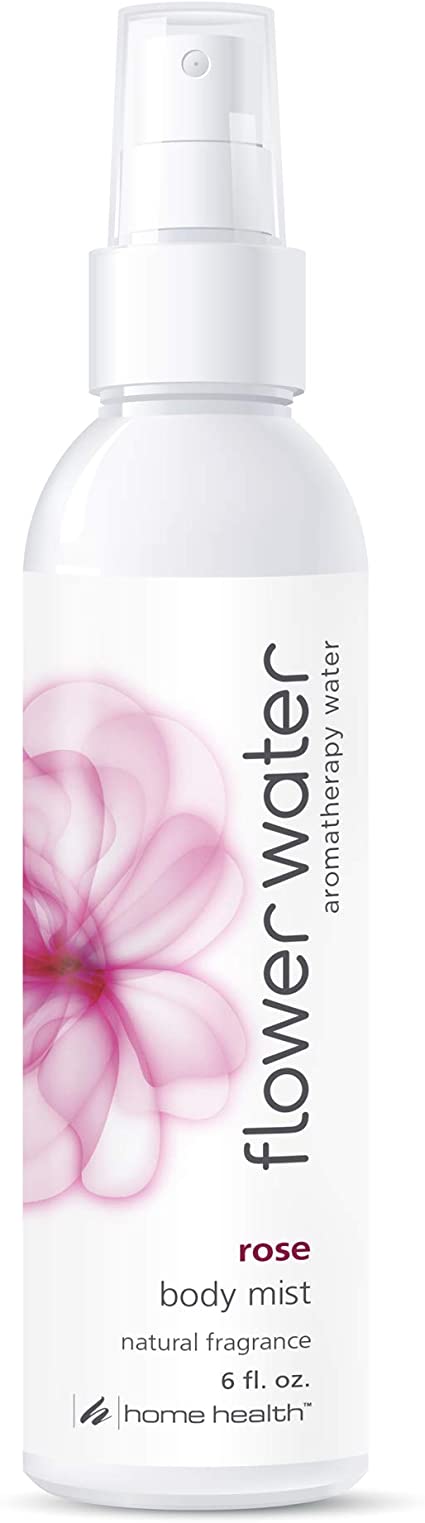 flower water
aromatherapy water
rose
body mist
natural fragrance
6 fl. oz.
home health™